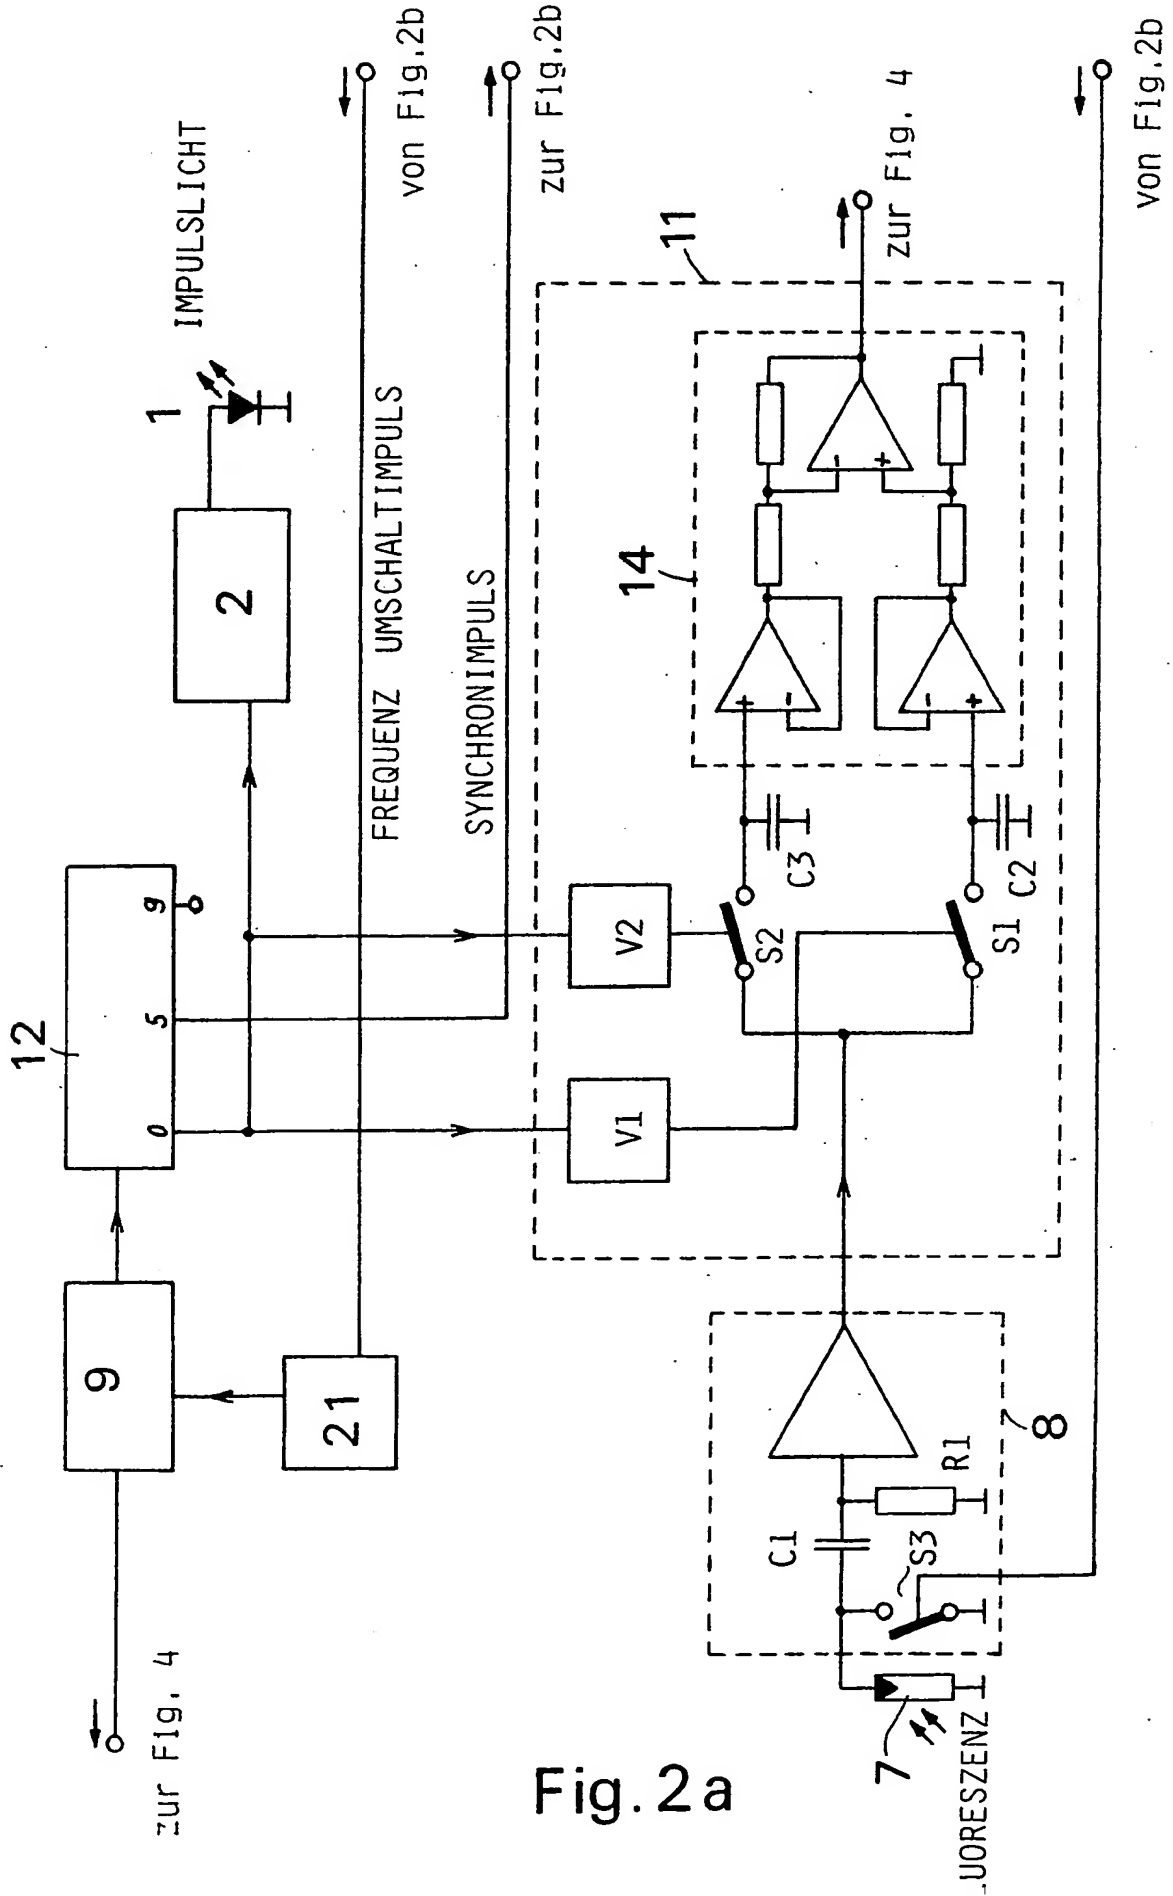 12
9
0
5
9
21
2
1
IMPULSLICHT
zur Fig. 4
von Fig.2b
FREQUENZ UMSCHALTIMPULS
zur Fig.2b
SYNCHRONIMPULS
11
V1
V2
S2
C3
S1
C2
14
+
-
-
+
-
+
zur Fig. 4
8
C1
R1
S3
7
UORESZENZ
von Fig.2b
Fig. 2a